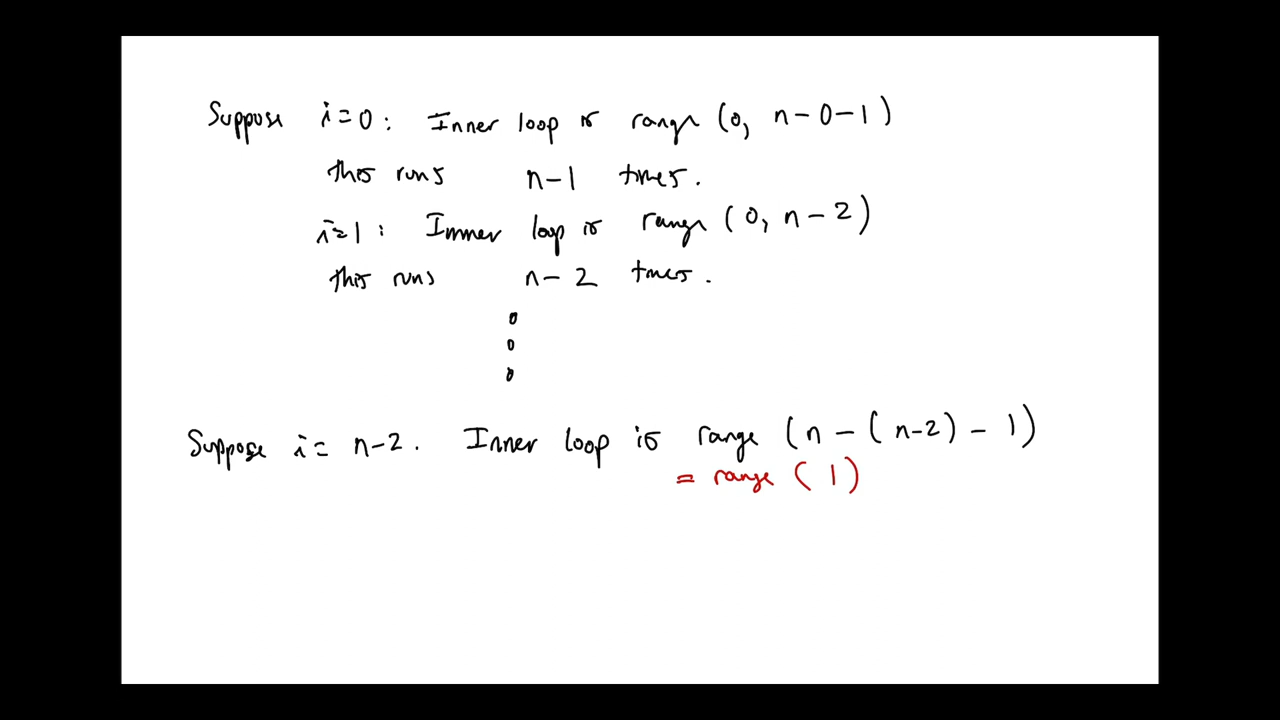 Suppose i=0: Inner loop is range (0, n-0-1)
this runs n-1 times.
i=1: Inner loop is range (0, n-2)
this runs n-2 times.
Suppose i= n-2. Inner loop is range (n-(n-2)-1)
= range (1)